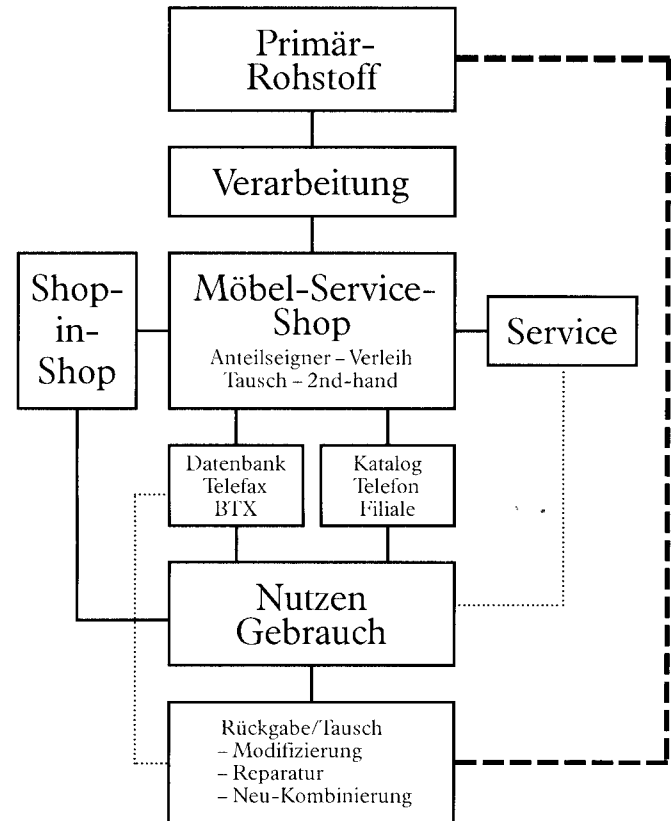 Primär-
Rohstoff
Verarbeitung
Shop-
in-
Shop
Möbel-Service-
Shop
Anteilseigner – Verleih
Tausch – 2nd-hand
Service
Datenbank
Telefax
BTX
Katalog
Telefon
Filiale
Nutzen
Gebrauch
Rückgabe/Tausch
– Modifizierung
– Reparatur
– Neu-Kombinierung